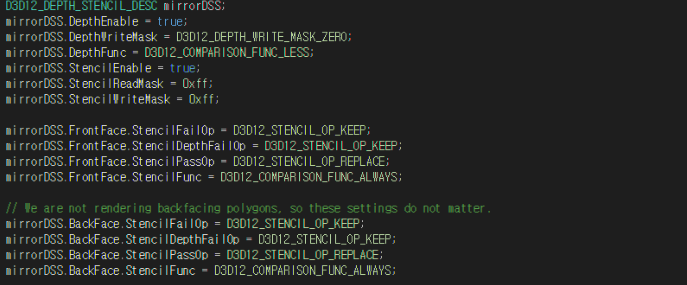 D3D12_DEPTH_STENCIL_DESC mirrorDSS;
mirrorDSS.DepthEnable = true;
mirrorDSS.DepthWriteMask = D3D12_DEPTH_WRITE_MASK_ZERO;
mirrorDSS.DepthFunc = D3D12_COMPARISON_FUNC_LESS;
mirrorDSS.StencilEnable = true;
mirrorDSS.StencilReadMask = 0xff;
mirrorDSS.StencilWriteMask = 0xff;
mirrorDSS.FrontFace.StencilFailOp = D3D12_STENCIL_OP_KEEP;
mirrorDSS.FrontFace.StencilDepthFailOp = D3D12_STENCIL_OP_KEEP;
mirrorDSS.FrontFace.StencilPassOp = D3D12_STENCIL_OP_REPLACE;
mirrorDSS.FrontFace.StencilFunc = D3D12_COMPARISON_FUNC_ALWAYS;
// We are not rendering backfacing polygons, so these settings do not matter.
mirrorDSS.BackFace.StencilFailOp = D3D12_STENCIL_OP_KEEP;
mirrorDSS.BackFace.StencilDepthFailOp = D3D12_STENCIL_OP_KEEP;
mirrorDSS.BackFace.StencilPassOp = D3D12_STENCIL_OP_REPLACE;
mirrorDSS.BackFace.StencilFunc = D3D12_COMPARISON_FUNC_ALWAYS;